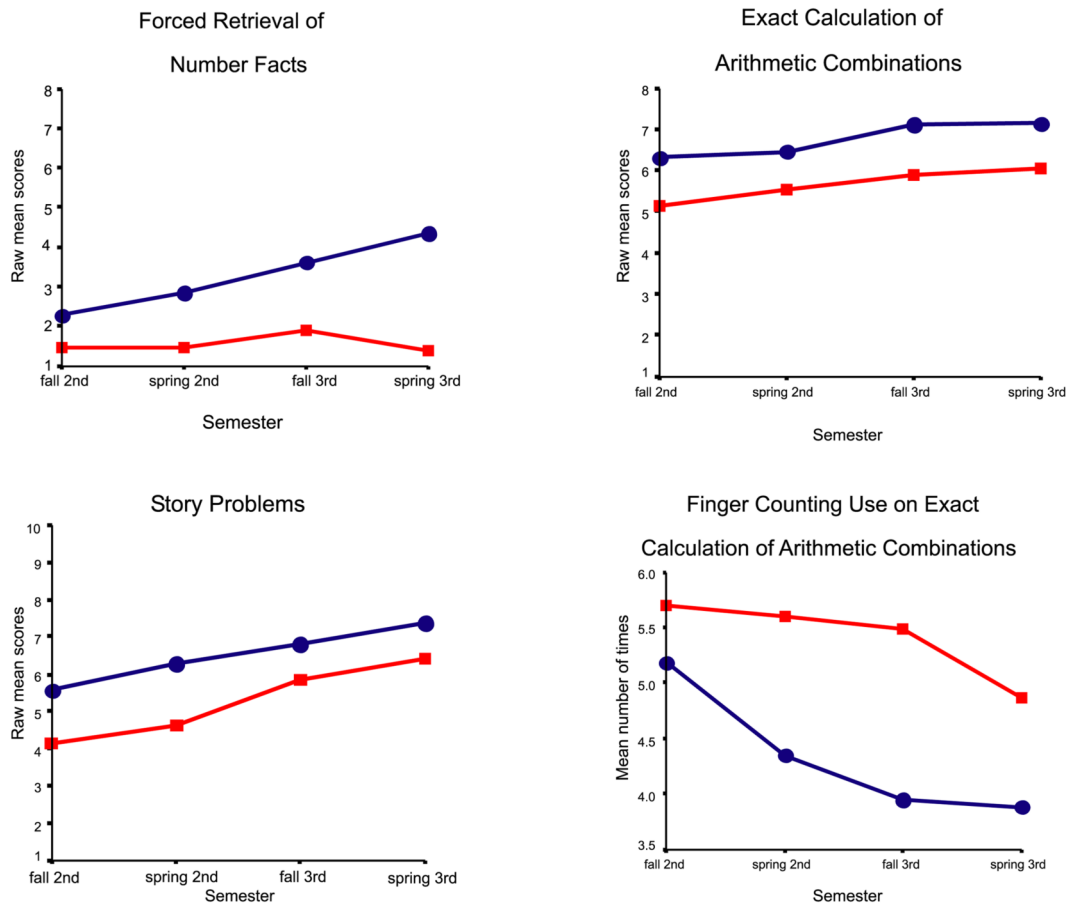 Forced Retrieval of
Number Facts
8
7
6
5
4
3
2
1
Raw mean scores
fall 2nd spring 2nd fall 3rd spring 3rd
Semester
Exact Calculation of
Arithmetic Combinations
8
7
6
5
4
3
2
1
Raw mean scores
fall 2nd spring 2nd fall 3rd spring 3rd
Semester
Story Problems
10
9
8
7
6
5
4
3
2
1
Raw mean scores
fall 2nd spring 2nd fall 3rd spring 3rd
Semester
Finger Counting Use on Exact
Calculation of Arithmetic Combinations
6.0
5.5
5.0
4.5
4.0
3.5
Mean number of times
fall 2nd spring 2nd fall 3rd spring 3rd
Semester